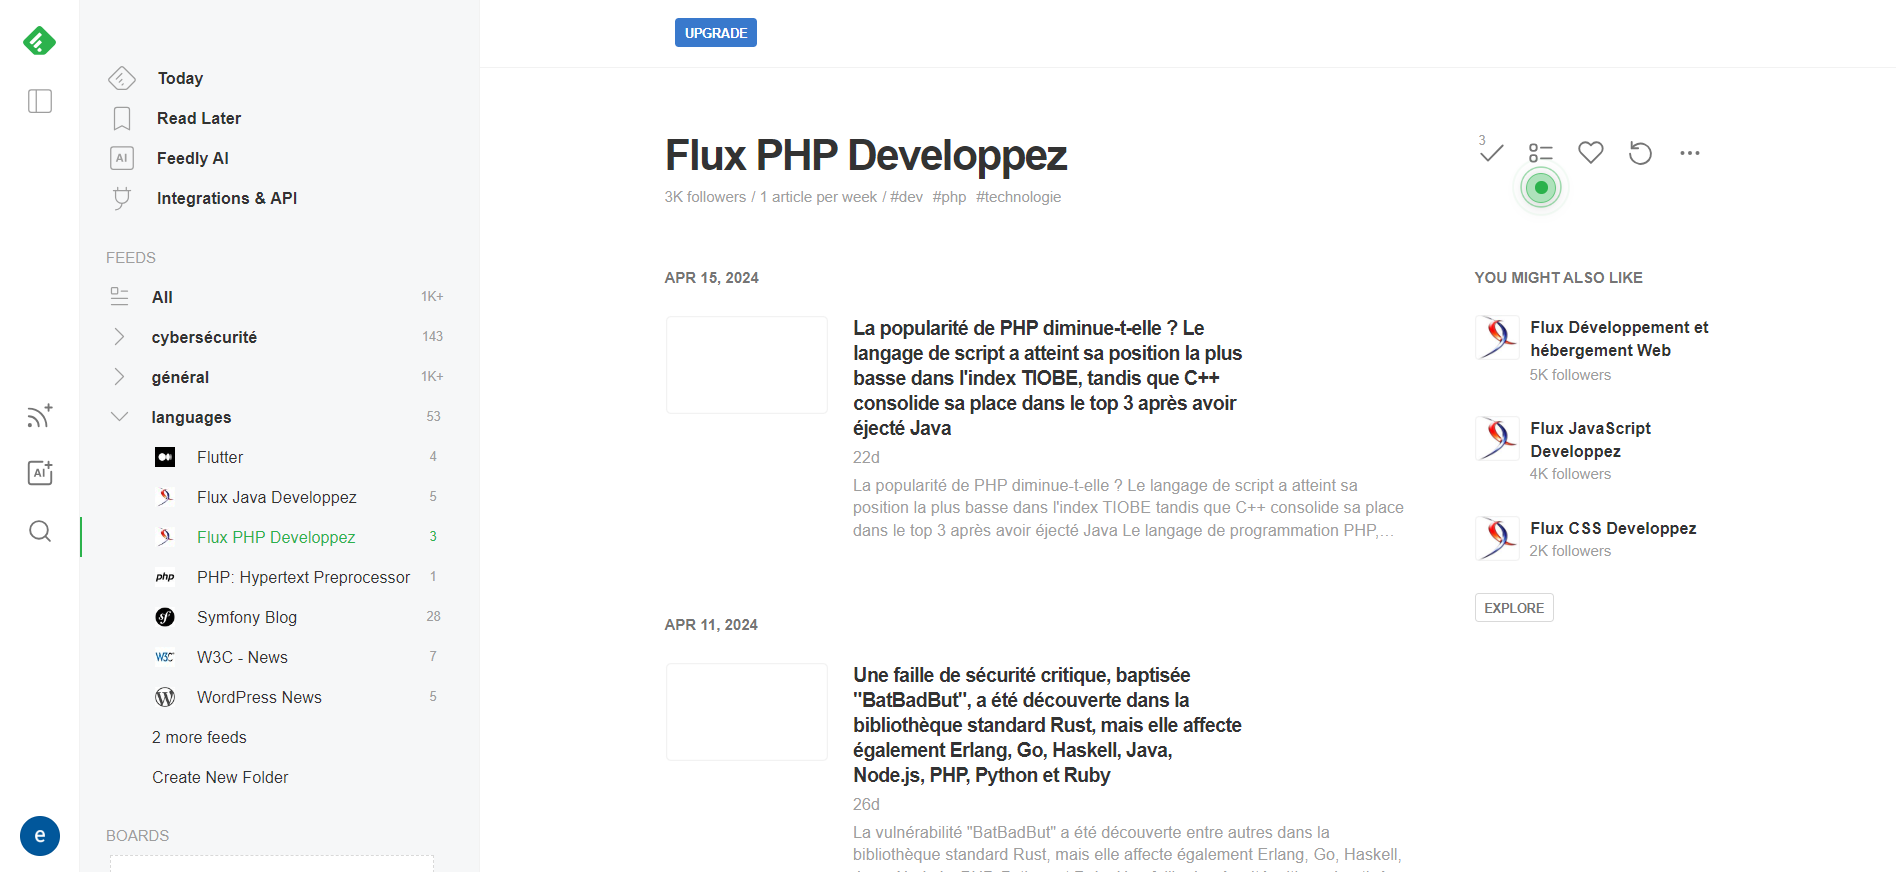 UPGRADE
Today
Read Later
AI
Feedly AI
Integrations & API
FEEDS
All 1K+
cybersécurité 143
général 1K+
languages 53
Flutter 4
Flux Java Developpez 5
Flux PHP Developpez 3
php PHP: Hypertext Preprocessor 1
sf Symfony Blog 28
W3C W3C - News 7
WordPress News 5
2 more feeds
Create New Folder
BOARDS
AI
e
Flux PHP Developpez
3
3K followers / 1 article per week / #dev #php #technologie
APR 15, 2024
La popularité de PHP diminue-t-elle ? Le
langage de script a atteint sa position la plus
basse dans l'index TIOBE, tandis que C++
consolide sa place dans le top 3 après avoir
éjecté Java
22d
La popularité de PHP diminue-t-elle ? Le langage de script a atteint sa
position la plus basse dans l'index TIOBE tandis que C++ consolide sa place
dans le top 3 après avoir éjecté Java Le langage de programmation PHP,...
APR 11, 2024
Une faille de sécurité critique, baptisée
"BatBadBut", a été découverte dans la
bibliothèque standard Rust, mais elle affecte
également Erlang, Go, Haskell, Java,
Node.js, PHP, Python et Ruby
26d
La vulnérabilité "BatBadBut" a été découverte entre autres dans la
bibliothèque standard Rust, mais elle affecte également Erlang, Go, Haskell,
YOU MIGHT ALSO LIKE
Flux Développement et
hébergement Web
5K followers
Flux JavaScript
Developpez
4K followers
Flux CSS Developpez
2K followers
EXPLORE